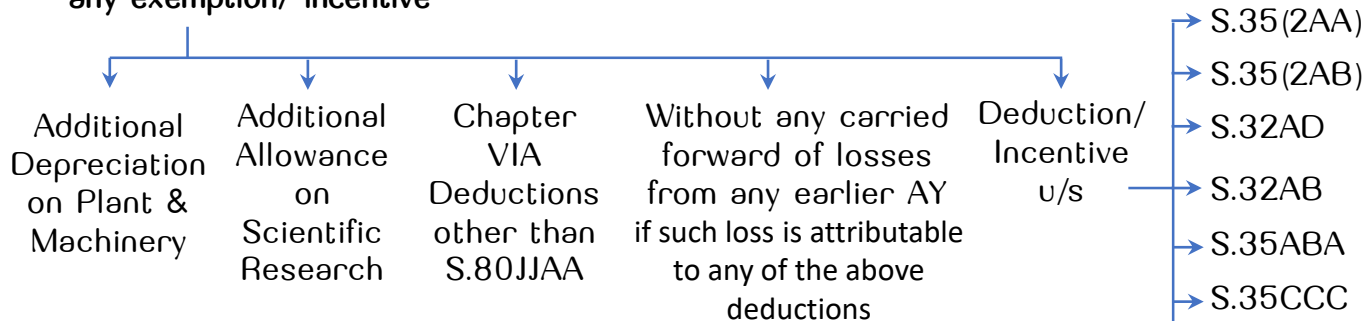 any exemption/ incentive
Additional
Depreciation
on Plant &
Machinery
Additional
Allowance
on
Scientific
Research
Chapter
VIA
Deductions
other than
S.80JJAA
Without any carried
forward of losses
from any earlier AY
if such loss is attributable
to any of the above
deductions
Deduction/
Incentive
u/s
S.35(2AA)
S.35(2AB)
S.32AD
S.32AB
S.35ABA
S.35CCC